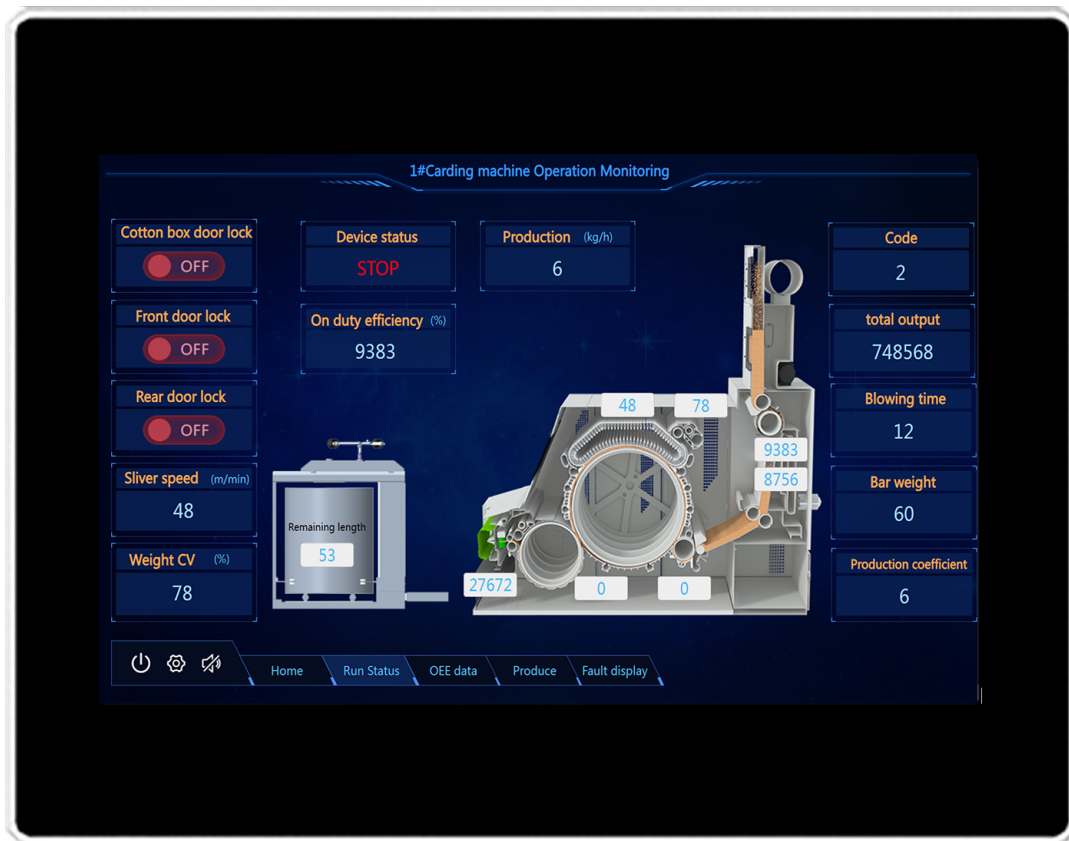 1#Carding machine Operation Monitoring
Cotton box door lock
OFF
Front door lock
OFF
Rear door lock
OFF
Sliver speed (m/min)
48
Weight CV (%)
78
Device status
STOP
On duty efficiency (%)
9383
Production (kg/h)
6
Remaining length
53
48
78
9383
8756
27672
0
0
Code
2
total output
748568
Blowing time
12
Bar weight
60
Production coefficient
6
Home
Run Status
OEE data
Produce
Fault display